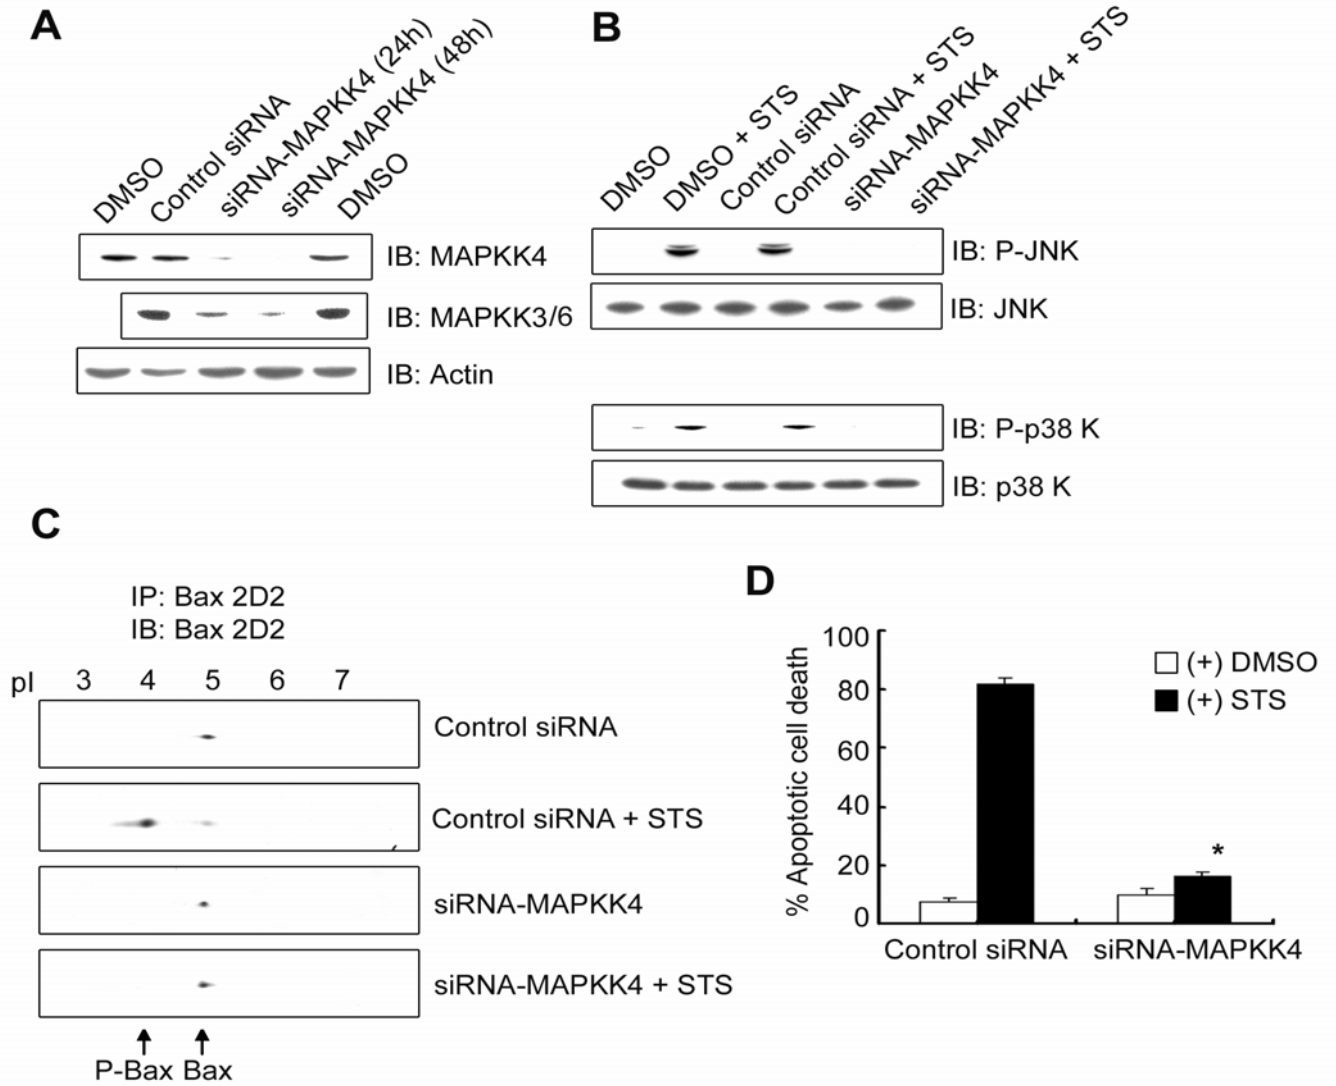 A
DMSO
Control siRNA
siRNA-MAPKK4 (24h)
siRNA-MAPKK4 (48h)
DMSO
IB: MAPKK4
IB: MAPKK3/6
IB: Actin
B
DMSO
DMSO + STS
Control siRNA
Control siRNA + STS
siRNA-MAPKK4
siRNA-MAPKK4 + STS
IB: P-JNK
IB: JNK
IB: P-p38 K
IB: p38 K
C
IP: Bax 2D2
IB: Bax 2D2
pI 3 4 5 6 7
Control siRNA
Control siRNA + STS
siRNA-MAPKK4
siRNA-MAPKK4 + STS
P-Bax Bax
D
% Apoptotic cell death
100
80
60
40
20
0
(+) DMSO
(+) STS
*
Control siRNA siRNA-MAPKK4